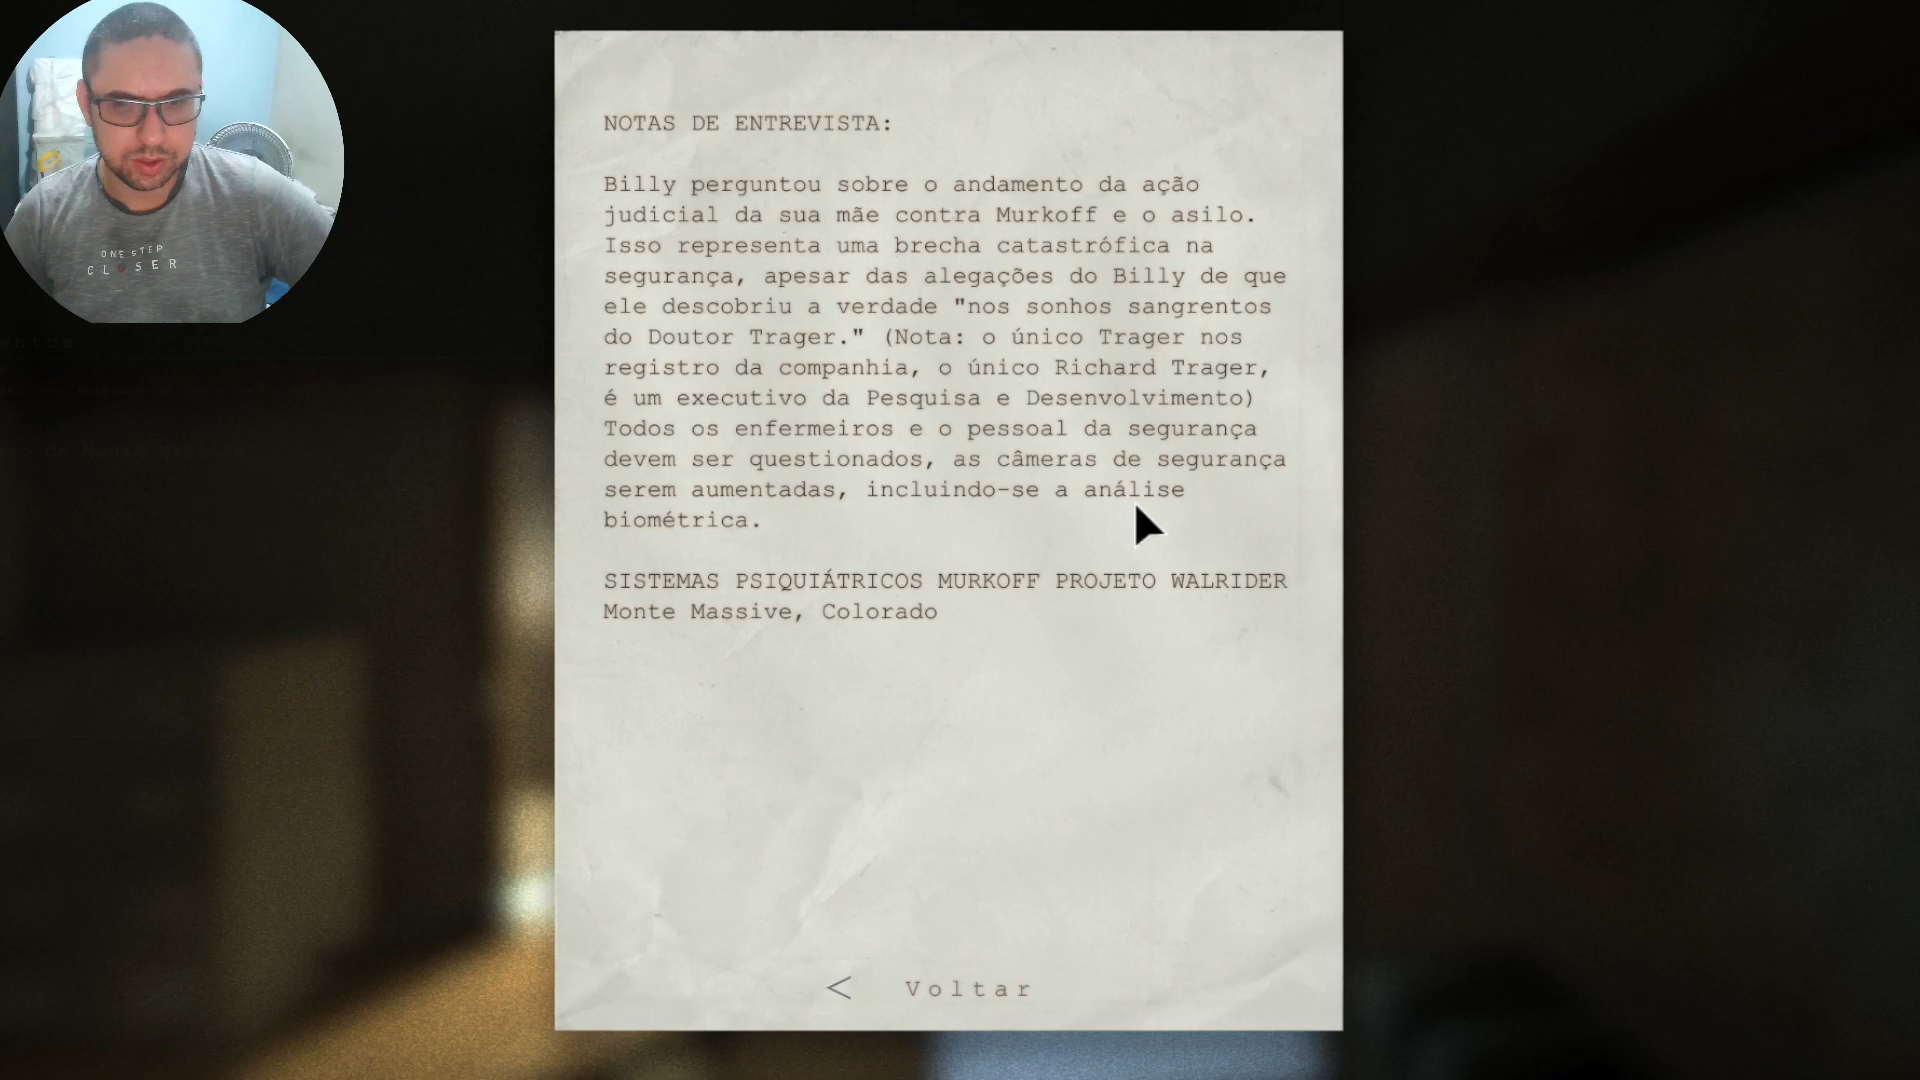 ONE STEP
CLOSER
NOTAS DE ENTREVISTA:
Billy perguntou sobre o andamento da ação
judicial da sua mãe contra Murkoff e o asilo.
Isso representa uma brecha catastrófica na
segurança, apesar das alegações do Billy de que
ele descobriu a verdade "nos sonhos sangrentos
do Doutor Trager." (Nota: o único Trager nos
registro da companhia, o único Richard Trager,
é um executivo da Pesquisa e Desenvolvimento)
Todos os enfermeiros e o pessoal da segurança
devem ser questionados, as câmeras de segurança
serem aumentadas, incluindo-se a análise
biométrica.
SISTEMAS PSIQUIÁTRICOS MURKOFF PROJETO WALRIDER
Monte Massive, Colorado
< Voltar